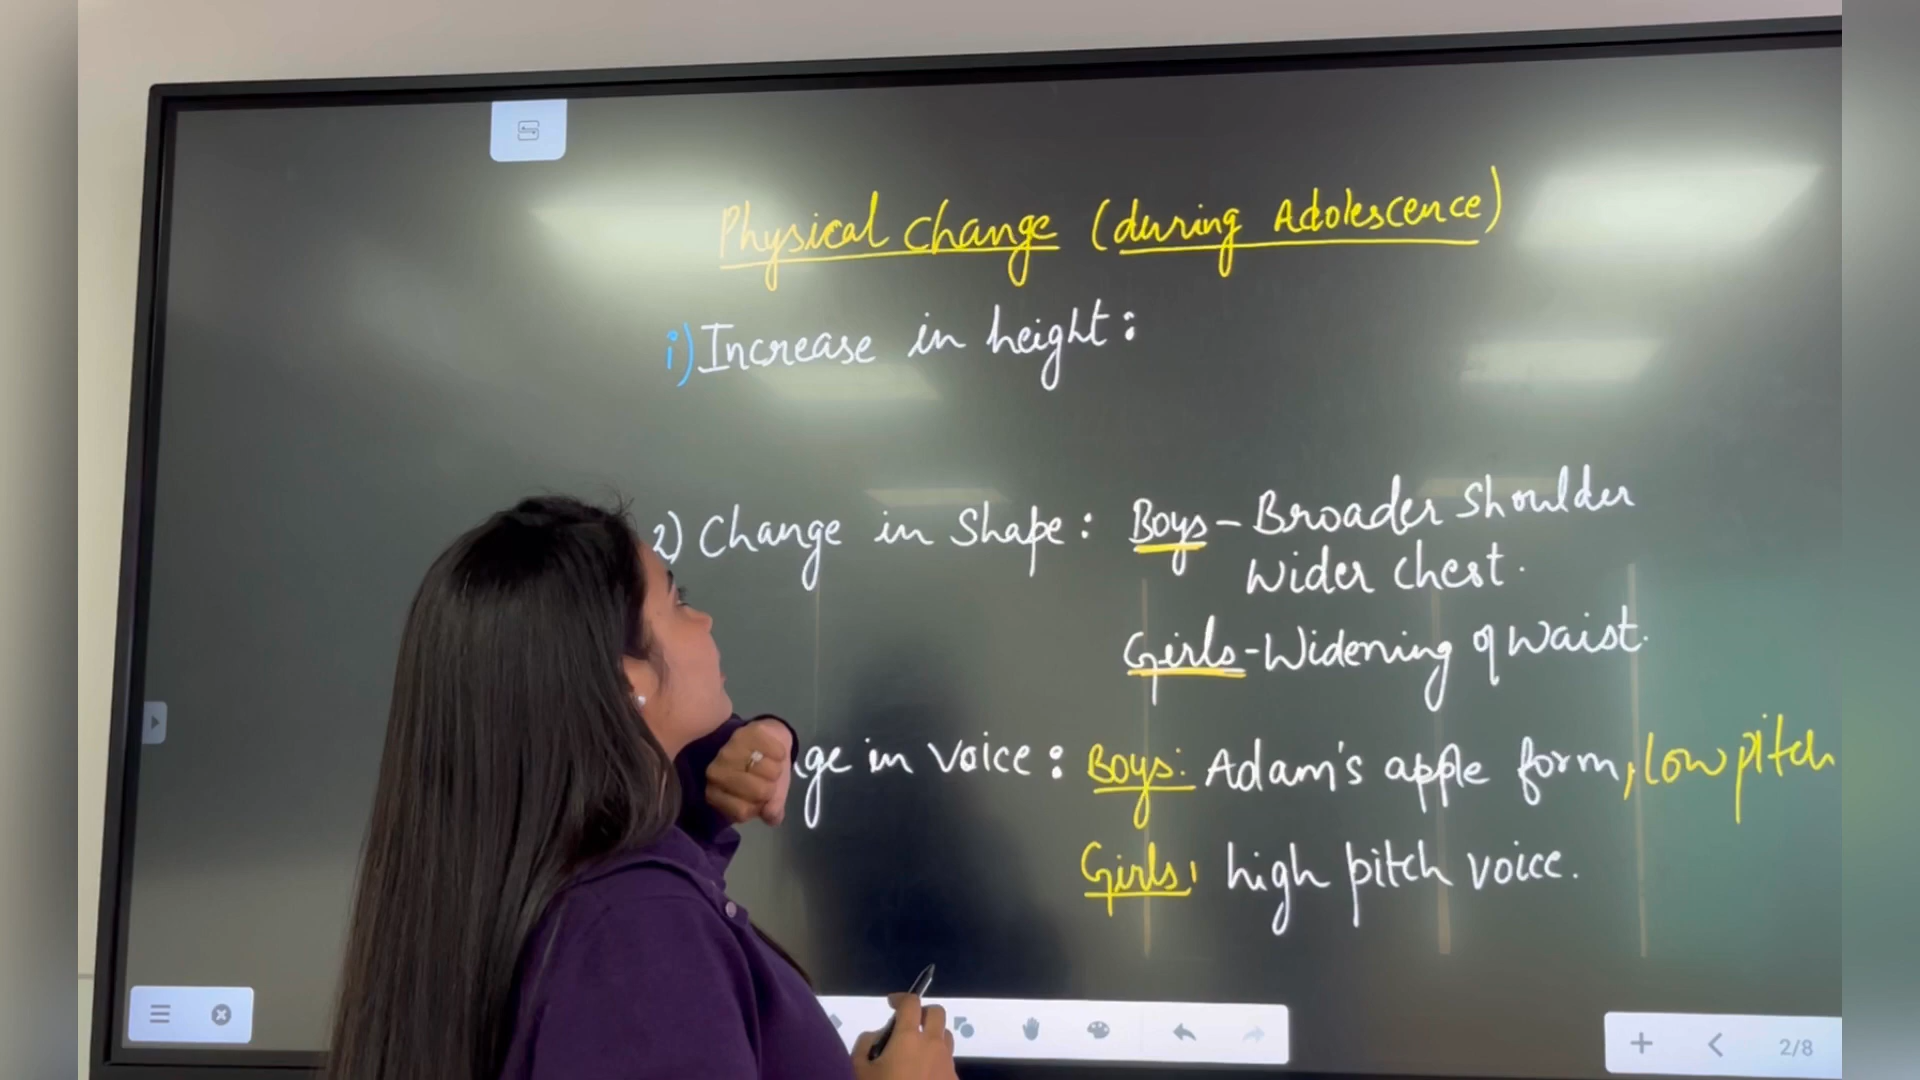 Physical Change (during Adolescence)
i) Increase in height:
2) Change in Shape: Boys - Broader Shoulder
Wider chest.
Girls - Widening of Waist.
in Voice: Boys: Adam's apple form, low pitch
Girls: high pitch voice.
2/8